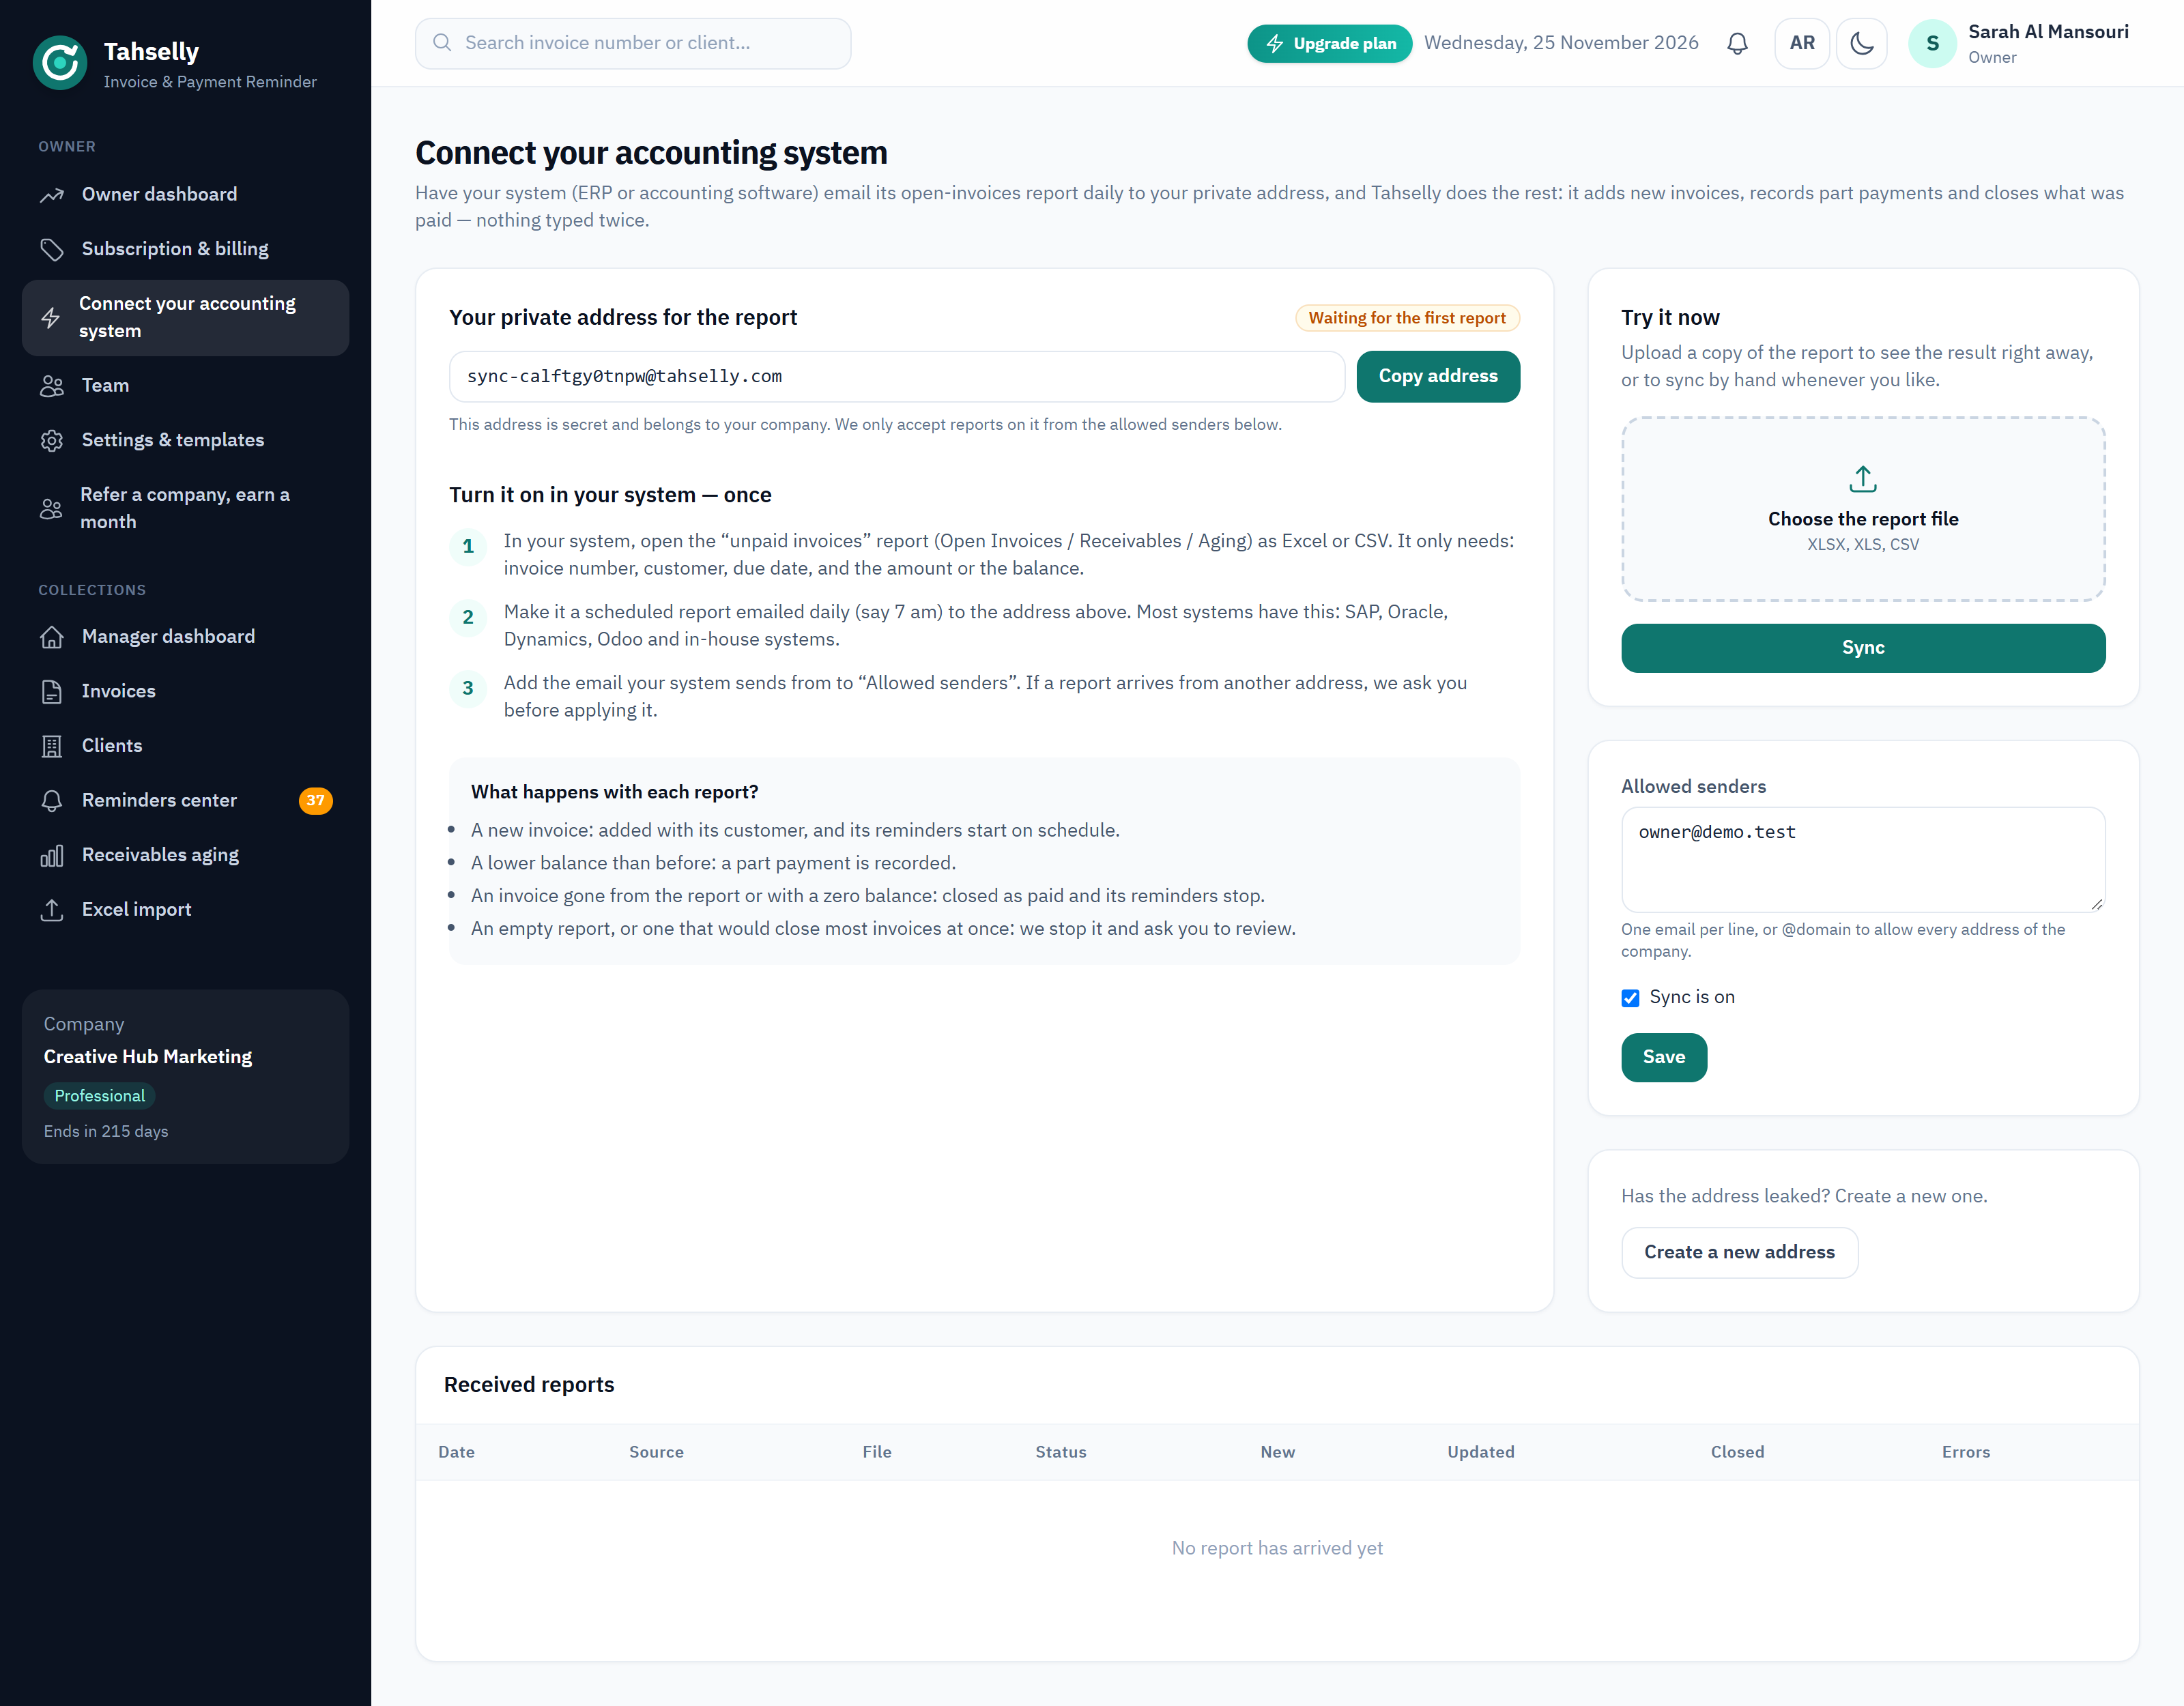 Tahselly
Invoice & Payment Reminder
OWNER
Owner dashboard
Subscription & billing
Connect your accounting
system
Team
Settings & templates
Refer a company, earn a
month
COLLECTIONS
Manager dashboard
Invoices
Clients
Reminders center
37
Receivables aging
Excel import
Company
Creative Hub Marketing
Professional
Ends in 215 days
Search invoice number or client...
Upgrade plan
Wednesday, 25 November 2026
AR
S
Sarah Al Mansouri
Owner
Connect your accounting system
Have your system (ERP or accounting software) email its open-invoices report daily to your private address, and Tahselly does the rest: it adds new invoices, records part payments and closes what was
paid — nothing typed twice.
Your private address for the report
Waiting for the first report
sync-calftgy0tnpw@tahselly.com
Copy address
This address is secret and belongs to your company. We only accept reports on it from the allowed senders below.
Turn it on in your system — once
1
In your system, open the “unpaid invoices” report (Open Invoices / Receivables / Aging) as Excel or CSV. It only needs:
invoice number, customer, due date, and the amount or the balance.
2
Make it a scheduled report emailed daily (say 7 am) to the address above. Most systems have this: SAP, Oracle,
Dynamics, Odoo and in-house systems.
3
Add the email your system sends from to “Allowed senders”. If a report arrives from another address, we ask you
before applying it.
What happens with each report?
• A new invoice: added with its customer, and its reminders start on schedule.
• A lower balance than before: a part payment is recorded.
• An invoice gone from the report or with a zero balance: closed as paid and its reminders stop.
• An empty report, or one that would close most invoices at once: we stop it and ask you to review.
Try it now
Upload a copy of the report to see the result right away,
or to sync by hand whenever you like.
Choose the report file
XLSX, XLS, CSV
Sync
Allowed senders
owner@demo.test
One email per line, or @domain to allow every address of the
company.
Sync is on
Save
Has the address leaked? Create a new one.
Create a new address
Received reports
Date
Source
File
Status
New
Updated
Closed
Errors
No report has arrived yet